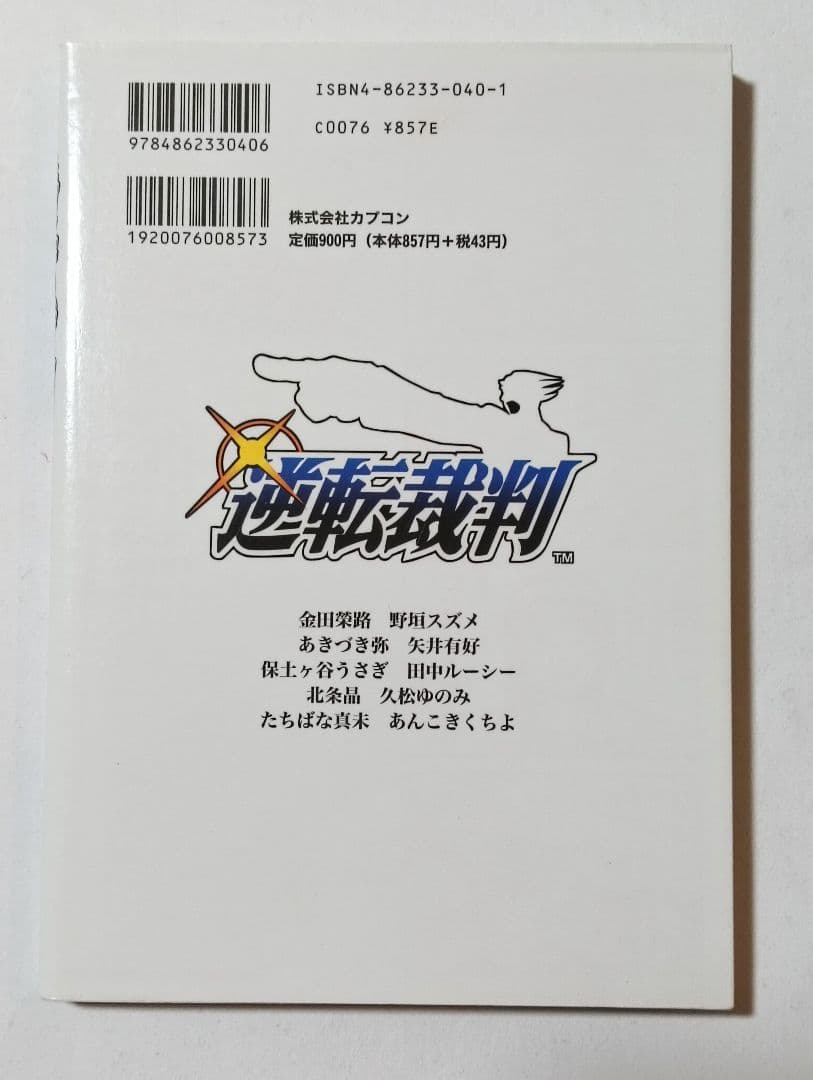 ISBN4-86233-040-1
C0076 ¥857E
9784862330406
株式会社カプコン
1920076008573
定価900円（本体857円＋税43円）
逆転裁判
TM
金田榮路　野垣スズメ
あきづき弥　矢井有好
保土ヶ谷うさぎ　田中ルーシー
北条晶　久松ゆのみ
たちばな真未　あんこきくちよ